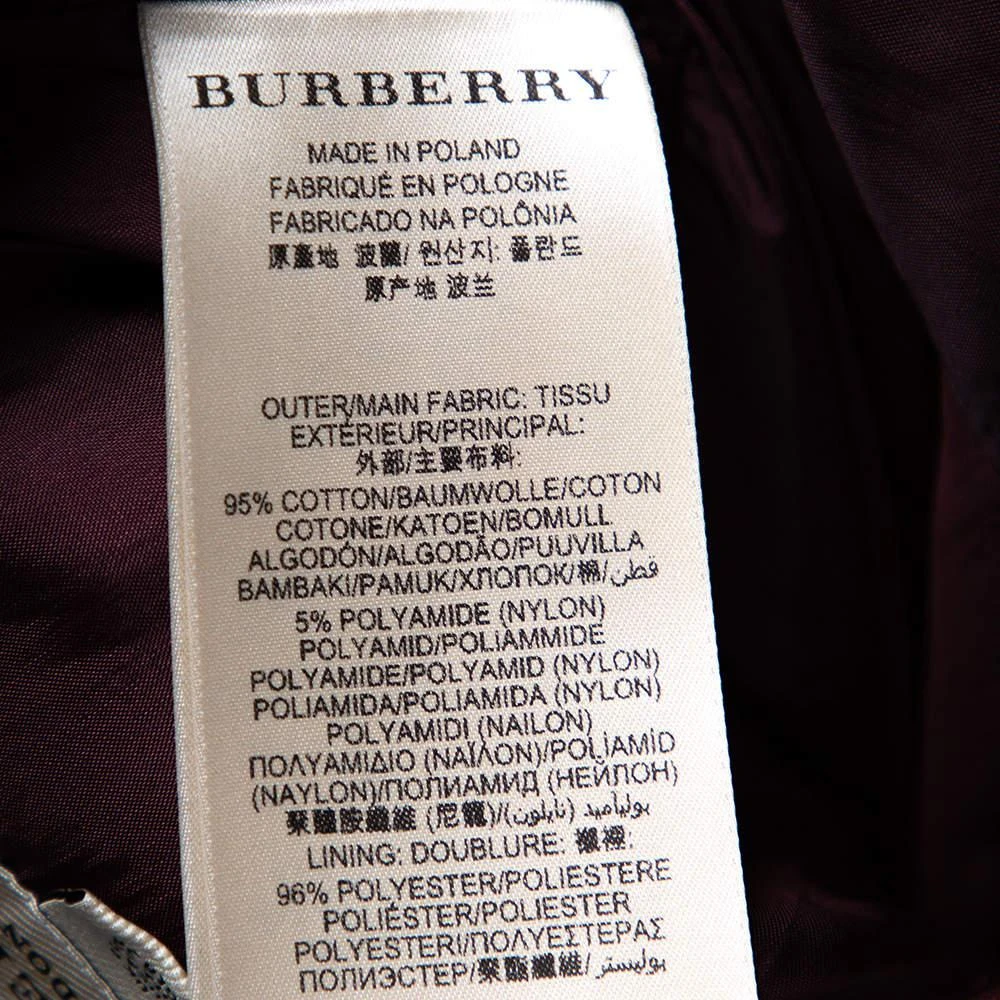 BURBERRY
MADE IN POLAND
FABRIQUÉ EN POLOGNE
FABRICADO NA POLÔNIA
原產地 波蘭/ 원산지: 폴란드
原产地 波兰
OUTER/MAIN FABRIC: TISSU
EXTÉRIEUR/PRINCIPAL:
外部/主要布料:
95% COTTON/BAUMWOLLE/COTON
COTONE/KATOEN/BOMULL
ALGODÓN/ALGODÃO/PUUVILLA
BAMBAKI/PAMUK/ХЛОПОК/棉/قطن
5% POLYAMIDE (NYLON)
POLYAMID/POLIAMMIDE
POLYAMIDE/POLYAMID (NYLON)
POLIAMIDA/POLIAMIDA (NYLON)
POLYAMIDI (NAILON)
ΠΟΛΥΑΜΙΔΙΟ (ΝΑΪΛΟΝ)/POLİAMİD
(NAYLON)/ПОЛИАМИД (НЕЙЛОН)
聚醯胺纖維 (尼龍)/بولياميد (نايلون)
LINING: DOUBLURE: 襯裡:
96% POLYESTER/POLIESTERE
POLIÉSTER/POLIÉSTER
POLYESTERI/ΠΟΛΥΕΣΤΕΡΑΣ
ПОЛИЭСТЕР/聚酯纖維/بوليستر